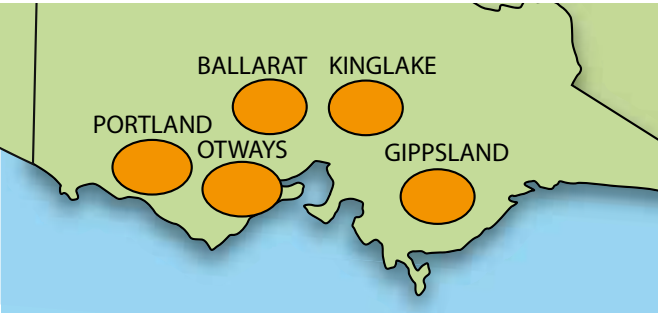 BALLARAT
KINGLAKE
PORTLAND
OTWAYS
GIPPSLAND